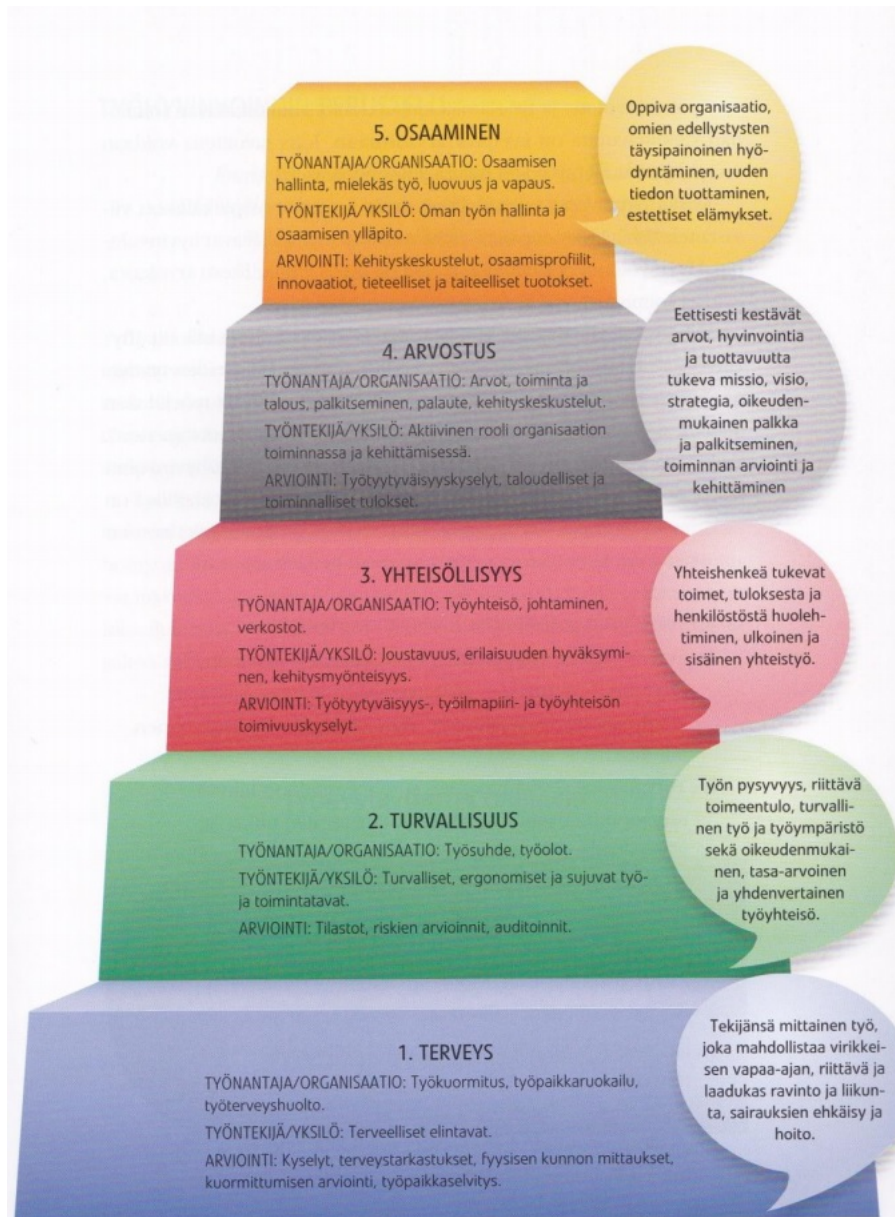 5. OSAAMINEN
TYÖNANTAJA/ORGANISAATIO: Osaamisen
hallinta, mielekäs työ, luovuus ja vapaus.
TYÖNTEKIJÄ/YKSILÖ: Oman työn hallinta ja
osaamisen ylläpito.
ARVIOINTI: Kehityskeskustelut, osaamisprofiilit,
innovaatiot, tieteelliset ja taiteelliset tuotokset.
Oppiva organisaatio,
omien edellytysten
täysipainoinen hyö-
dyntäminen, uuden
tiedon tuottaminen,
estettiset elämykset.
4. ARVOSTUS
TYÖNANTAJA/ORGANISAATIO: Arvot, toiminta ja
talous, palkitseminen, palaute, kehityskeskustelut.
TYÖNTEKIJÄ/YKSILÖ: Aktiivinen rooli organisaation
toiminnassa ja kehittämisessä.
ARVIOINTI: Työtyytyväisyyskyselyt, taloudelliset ja
toiminnalliset tulokset.
Eettisesti kestävät
arvot, hyvinvointia
ja tuottavuutta
tukeva missio, visio,
strategia, oikeuden-
mukainen palkka
ja palkitseminen,
toiminnan arviointi ja
kehittäminen
3. YHTEISÖLLISYYS
TYÖNANTAJA/ORGANISAATIO: Työyhteisö, johtaminen,
verkostot.
TYÖNTEKIJÄ/YKSILÖ: Joustavuus, erilaisuuden hyväksymi-
nen, kehitysmyönteisyys.
ARVIOINTI: Työtyytyväisyys-, työilmapiiri- ja työyhteisön
toimivuuskyselyt.
Yhteishenkeä tukevat
toimet, tuloksesta ja
henkilöstöstä huoleh-
timinen, ulkoinen ja
sisäinen yhteistyö.
2. TURVALLISUUS
TYÖNANTAJA/ORGANISAATIO: Työsuhde, työolot.
TYÖNTEKIJÄ/YKSILÖ: Turvalliset, ergonomiset ja sujuvat työ-
ja toimintatavat.
ARVIOINTI: Tilastot, riskien arvioinnit, auditoinnit.
Työn pysyvyys, riittävä
toimeentulo, turvalli-
nen työ ja työympäristö
sekä oikeudenmukai-
nen, tasa-arvoinen
ja yhdenvertainen
työyhteisö.
1. TERVEYS
TYÖNANTAJA/ORGANISAATIO: Työkuormitus, työpaikkaruokailu,
työterveyshuolto.
TYÖNTEKIJÄ/YKSILÖ: Terveelliset elintavat.
ARVIOINTI: Kyselyt, terveystarkastukset, fyysisen kunnon mittaukset,
kuormittumisen arviointi, työpaikkaselvitys.
Tekijänsä mittainen työ,
joka mahdollistaa virikkei-
sen vapaa-ajan, riittävä ja
laadukas ravinto ja liikun-
ta, sairauksien ehkäisy ja
hoito.